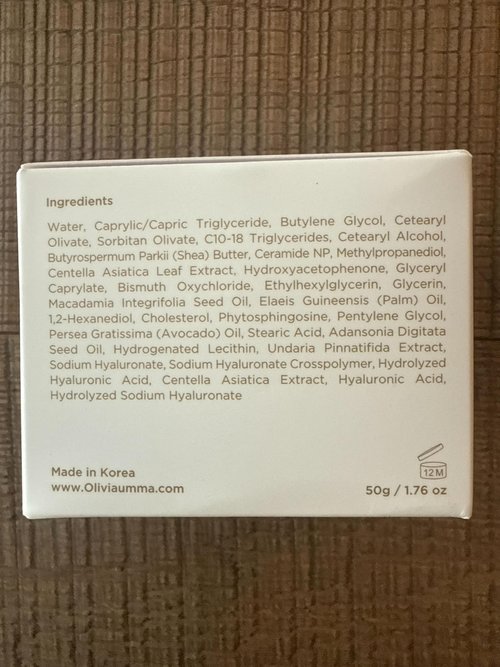 Ingredients
Water, Caprylic/Capric Triglyceride, Butylene Glycol, Cetearyl
Olivate, Sorbitan Olivate, C10-18 Triglycerides, Cetearyl Alcohol,
Butyrospermum Parkii (Shea) Butter, Ceramide NP, Methylpropanediol,
Centella Asiatica Leaf Extract, Hydroxyacetophenone, Glyceryl
Caprylate, Bismuth Oxychloride, Ethylhexylglycerin, Glycerin,
Macadamia Integrifolia Seed Oil, Elaeis Guineensis (Palm) Oil,
1,2-Hexanediol, Cholesterol, Phytosphingosine, Pentylene Glycol,
Persea Gratissima (Avocado) Oil, Stearic Acid, Adansonia Digitata
Seed Oil, Hydrogenated Lecithin, Undaria Pinnatifida Extract,
Sodium Hyaluronate, Sodium Hyaluronate Crosspolymer, Hydrolyzed
Hyaluronic Acid, Centella Asiatica Extract, Hyaluronic Acid,
Hydrolyzed Sodium Hyaluronate
Made in Korea
www.Oliviaumma.com
12M
50g / 1.76 oz